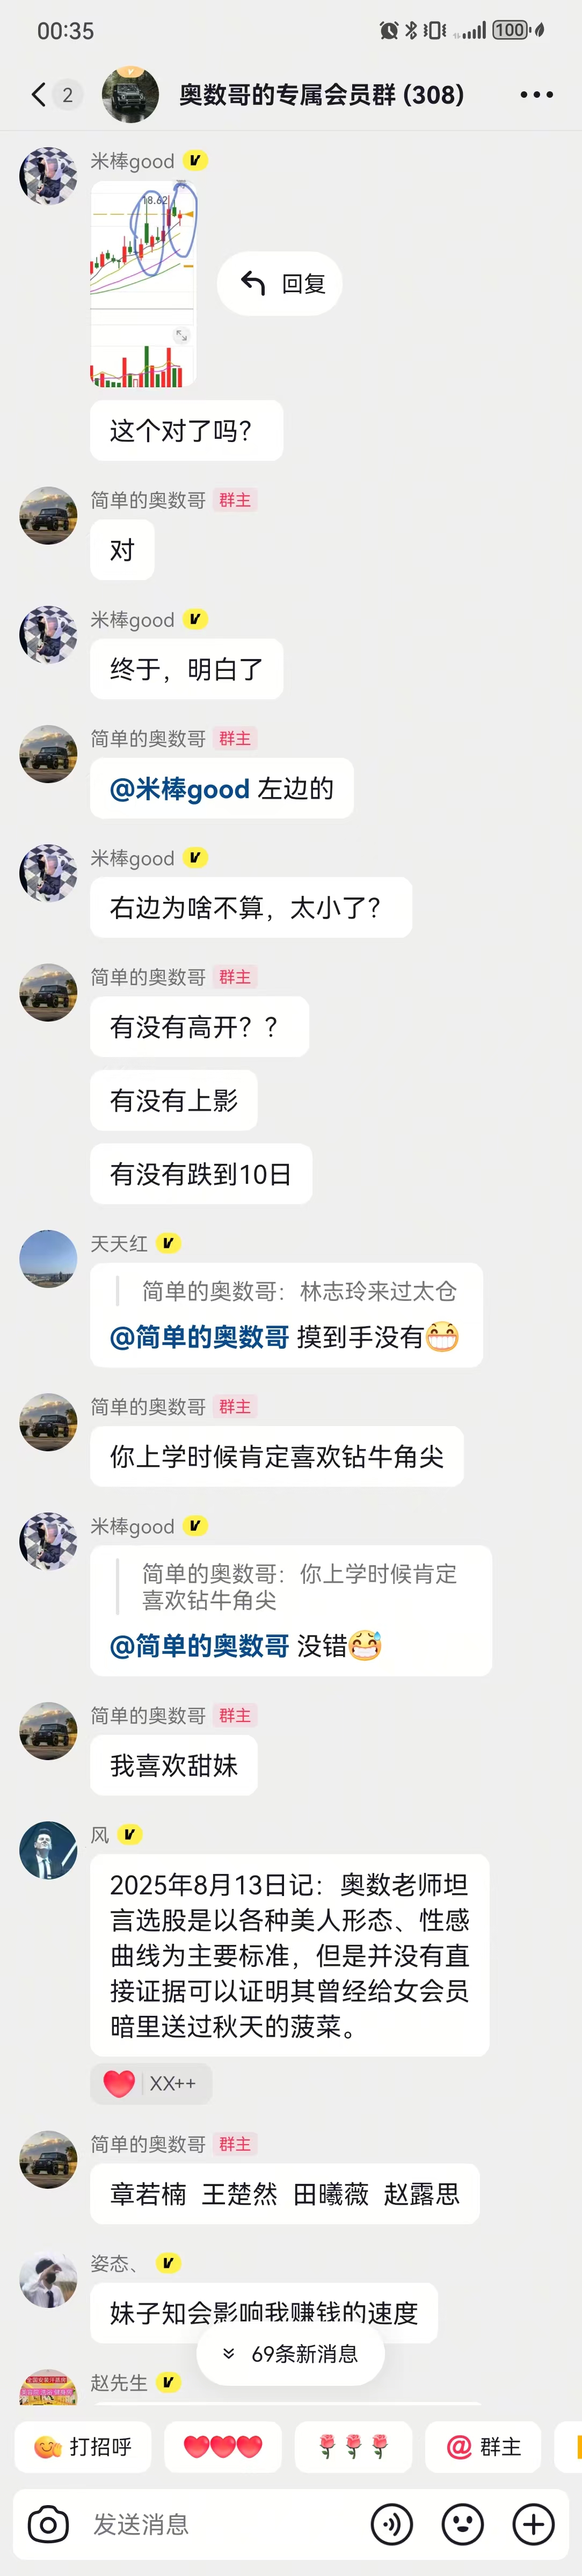 00:35
100
2
奥数哥的专属会员群 (308)
米棒good
18.62
回复
这个对了吗？
简单的奥数哥 群主
对
米棒good
终于，明白了
简单的奥数哥 群主
@米棒good 左边的
米棒good
右边为啥不算，太小了？
简单的奥数哥 群主
有没有高开？？
有没有上影
有没有跌到10日
天天红
简单的奥数哥：林志玲来过太仓
@简单的奥数哥 摸到手没有😁
简单的奥数哥 群主
你上学时候肯定喜欢钻牛角尖
米棒good
简单的奥数哥：你上学时候肯定
喜欢钻牛角尖
@简单的奥数哥 没错😅
简单的奥数哥 群主
我喜欢甜妹
风
2025年8月13日记：奥数老师坦
言选股是以各种美人形态、性感
曲线为主要标准，但是并没有直
接证据可以证明其曾经给女会员
暗里送过秋天的菠菜。
❤️ XX++
简单的奥数哥 群主
章若楠 王楚然 田曦薇 赵露思
姿态、
妹子知会影响我赚钱的速度
69条新消息
赵先生
打招呼
@ 群主
发送消息